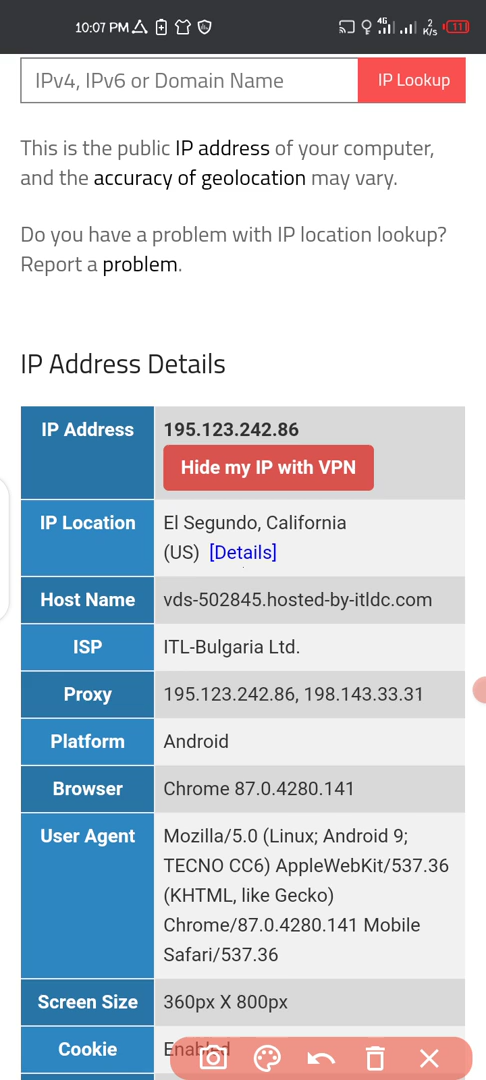 10:07 PM
4G
2
K/s
11
IPv4, IPv6 or Domain Name
IP Lookup
This is the public IP address of your computer,
and the accuracy of geolocation may vary.
Do you have a problem with IP location lookup?
Report a problem.
IP Address Details
IP Address
195.123.242.86
Hide my IP with VPN
IP Location
El Segundo, California
(US) [Details]
Host Name
vds-502845.hosted-by-itldc.com
ISP
ITL-Bulgaria Ltd.
Proxy
195.123.242.86, 198.143.33.31
Platform
Android
Browser
Chrome 87.0.4280.141
User Agent
Mozilla/5.0 (Linux; Android 9;
TECNO CC6) AppleWebKit/537.36
(KHTML, like Gecko)
Chrome/87.0.4280.141 Mobile
Safari/537.36
Screen Size
360px X 800px
Cookie
Enabled